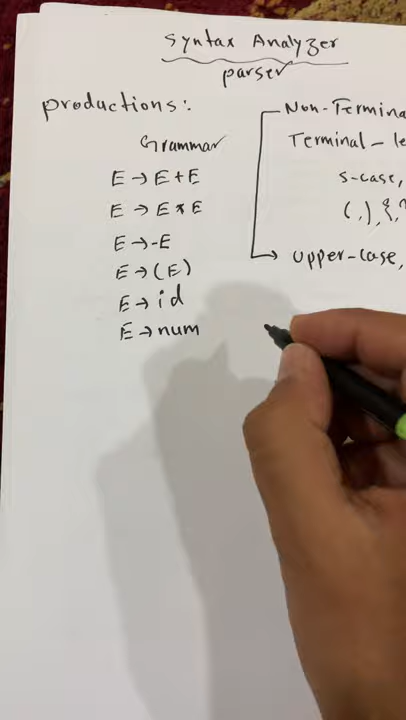 Syntax Analyzer
parser
productions:
Grammar
E → E + E
E → E * E
E → -E
E → (E)
E → id
E → num
Non-Termina
Terminal - le
s-case,
(,),{,
upper-case,